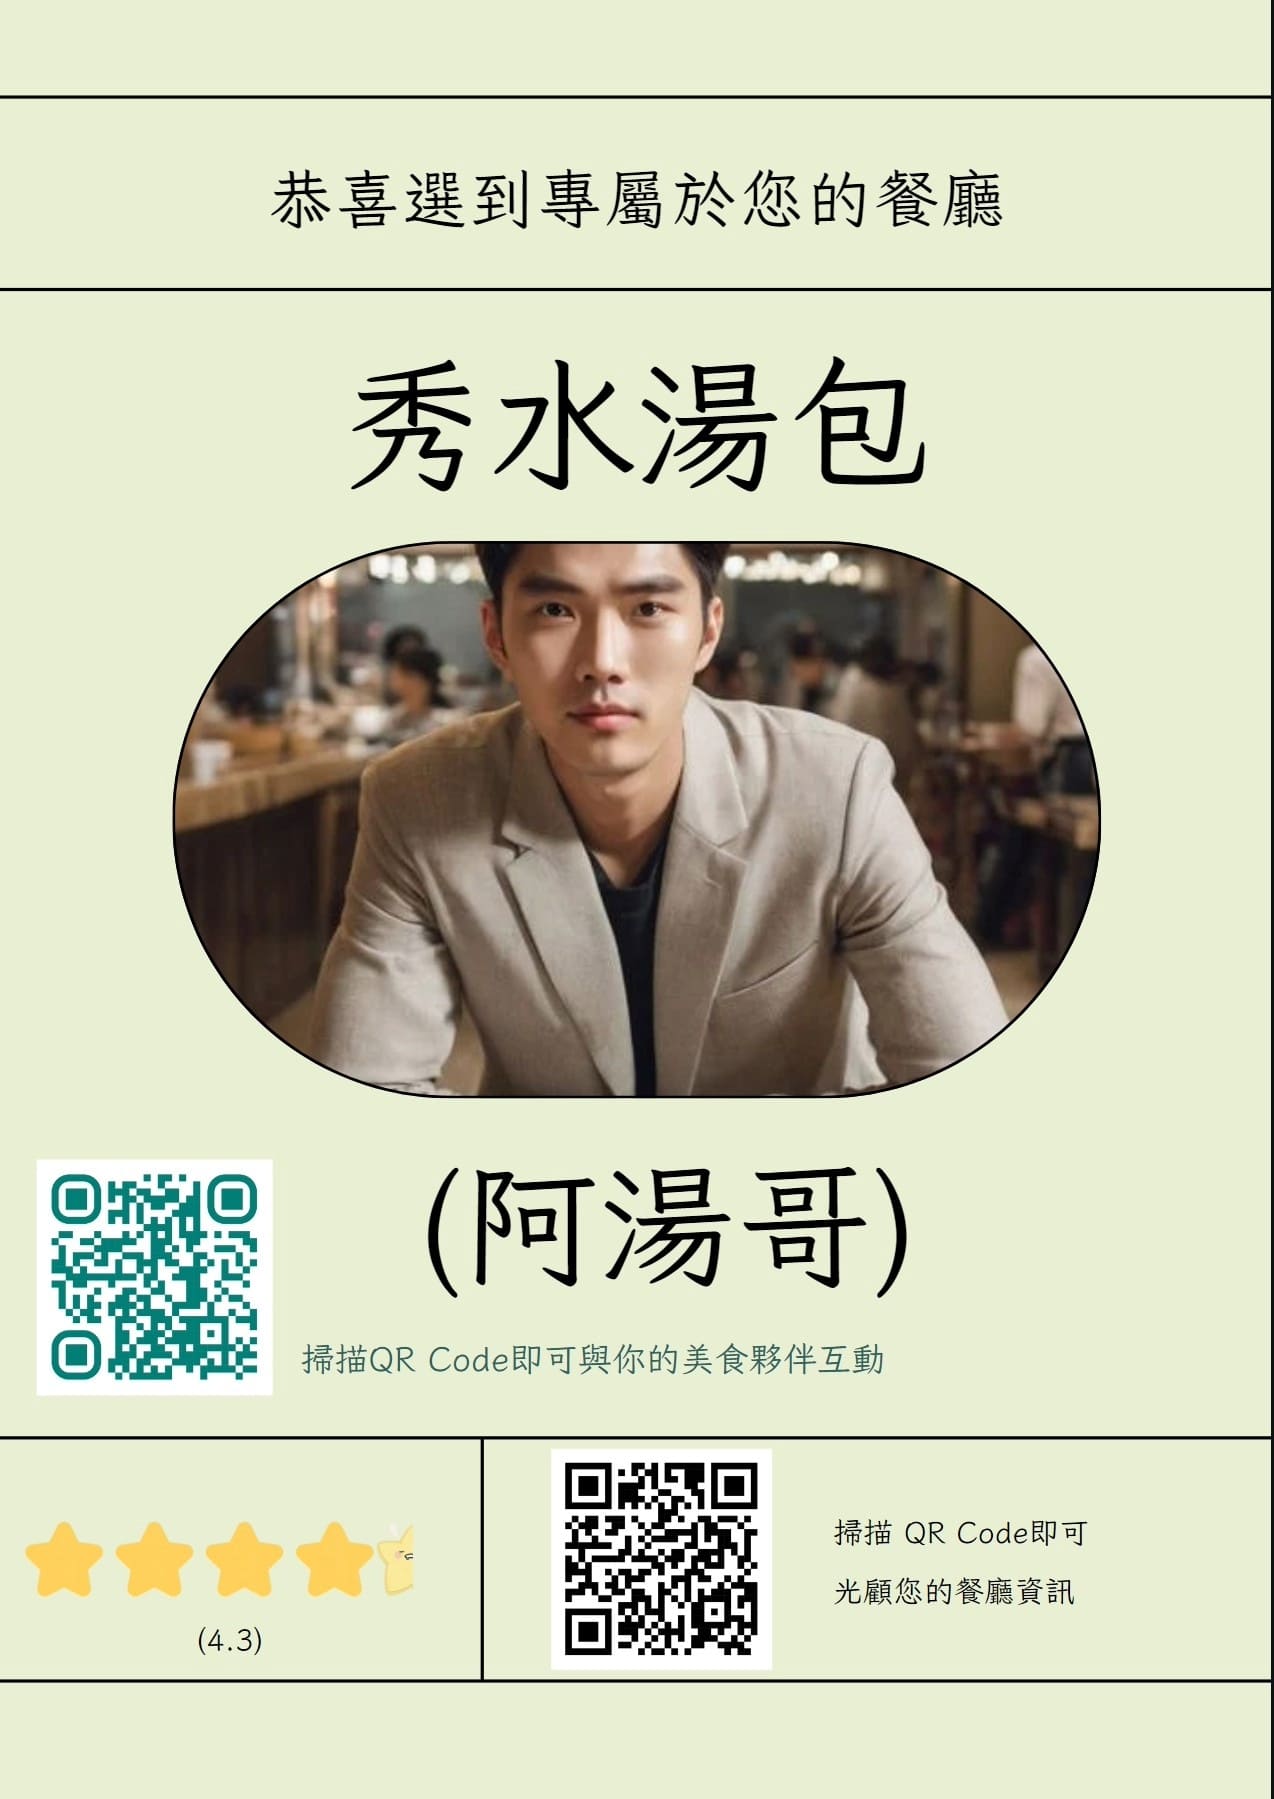 恭喜選到專屬於您的餐廳
秀水湯包
(阿湯哥)
掃描QR Code即可與你的美食夥伴互動
(4.3)
掃描 QR Code即可
光顧您的餐廳資訊